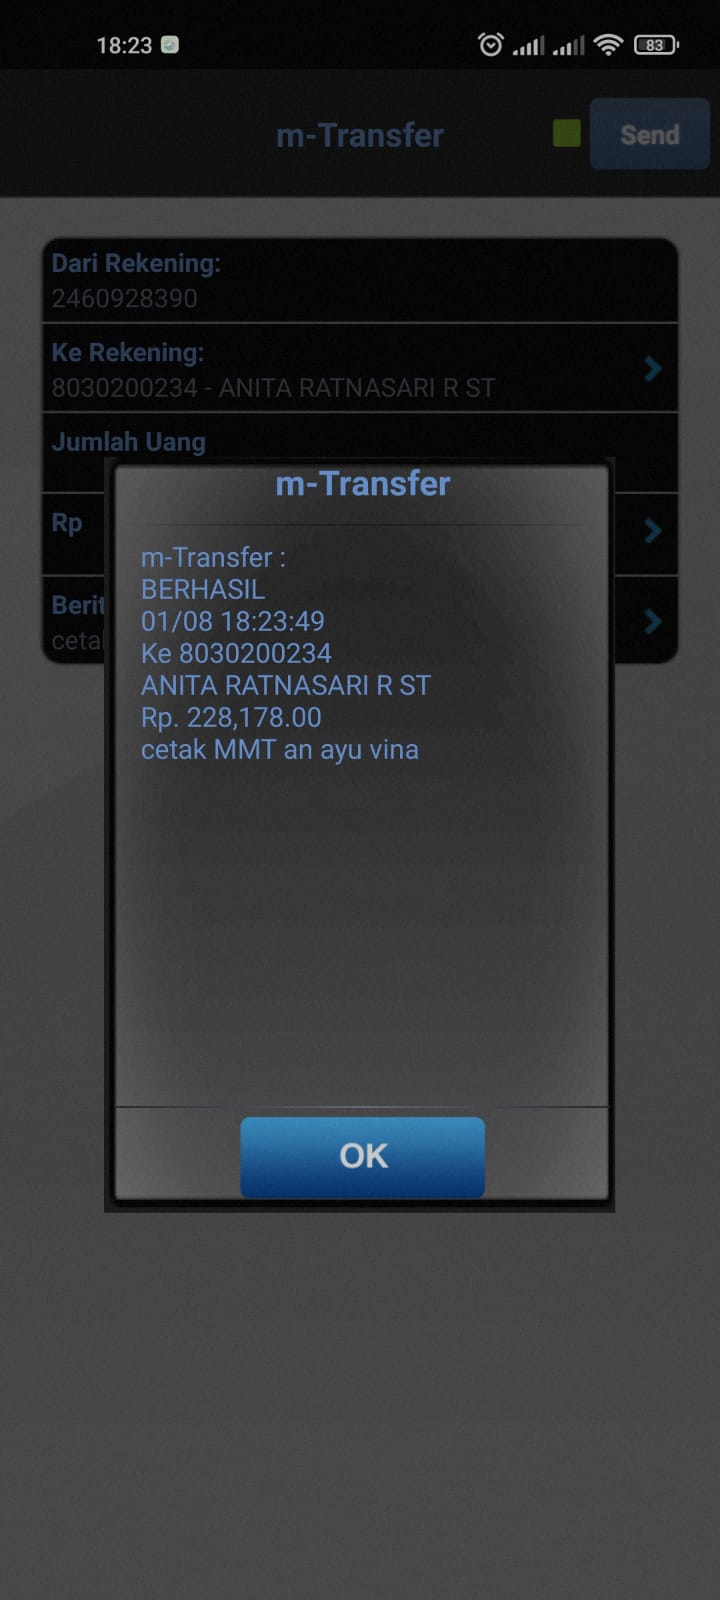 18:23
83
m-Transfer
Send
Dari Rekening:
2460928390
Ke Rekening:
8030200234 - ANITA RATNASARI R ST
Jumlah Uang
Rp
m-Transfer
m-Transfer :
BERHASIL
01/08 18:23:49
Ke 8030200234
ANITA RATNASARI R ST
Rp. 228,178.00
cetak MMT an ayu vina
OK